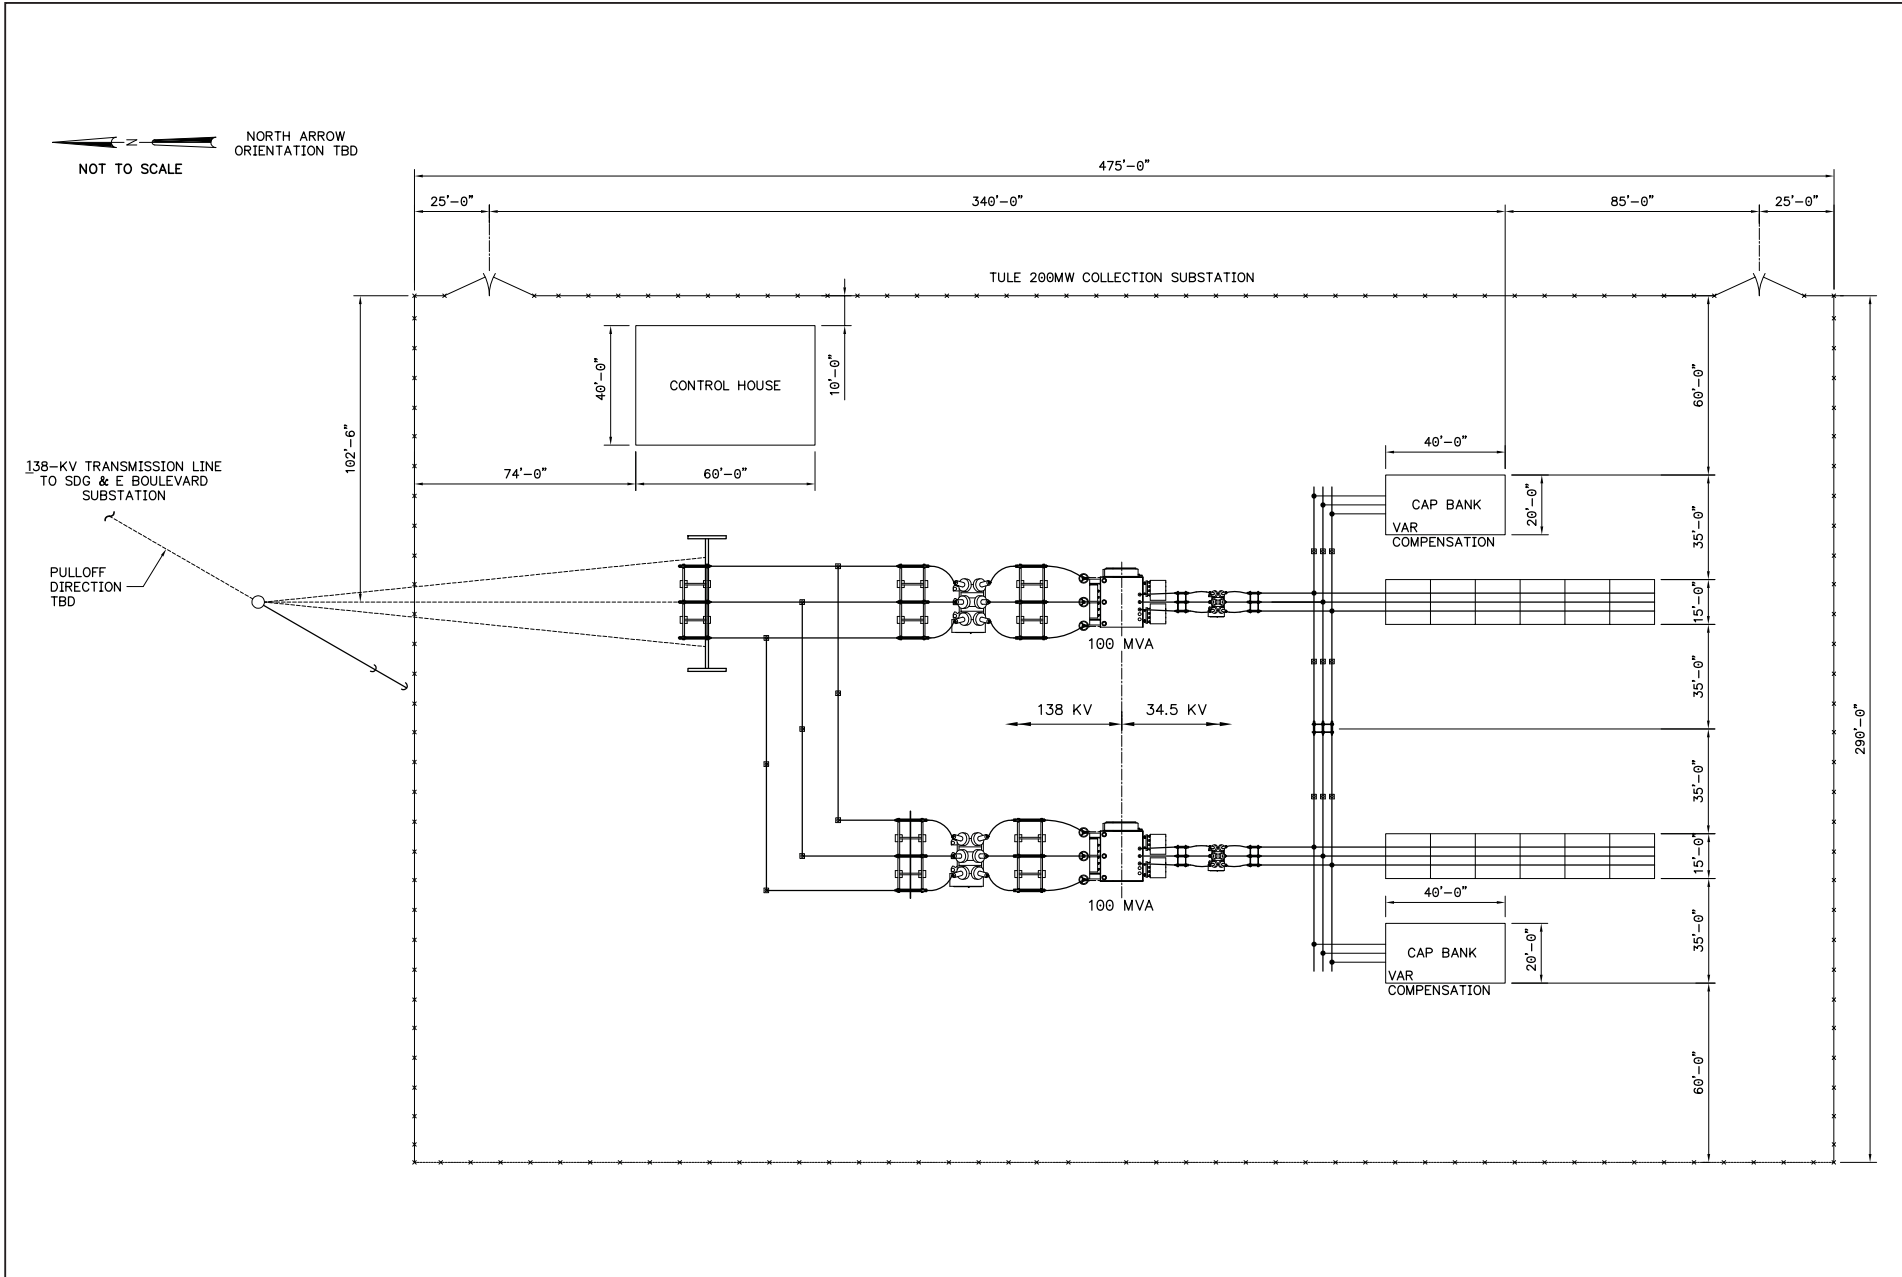 NORTH ARROW
ORIENTATION TBD
N
NOT TO SCALE
475'-0"
25'-0"
340'-0"
85'-0"
25'-0"
TULE 200MW COLLECTION SUBSTATION
40'-0"
CONTROL HOUSE
10'-0"
60'-0"
102'-6"
74'-0"
60'-0"
40'-0"
138-KV TRANSMISSION LINE
TO SDG & E BOULEVARD
SUBSTATION
CAP BANK
20'-0"
VAR
COMPENSATION
35'-0"
PULLOFF
DIRECTION
TBD
15'-0"
100 MVA
35'-0"
138 KV
34.5 KV
290'-0"
35'-0"
15'-0"
100 MVA
40'-0"
35'-0"
CAP BANK
20'-0"
VAR
COMPENSATION
60'-0"